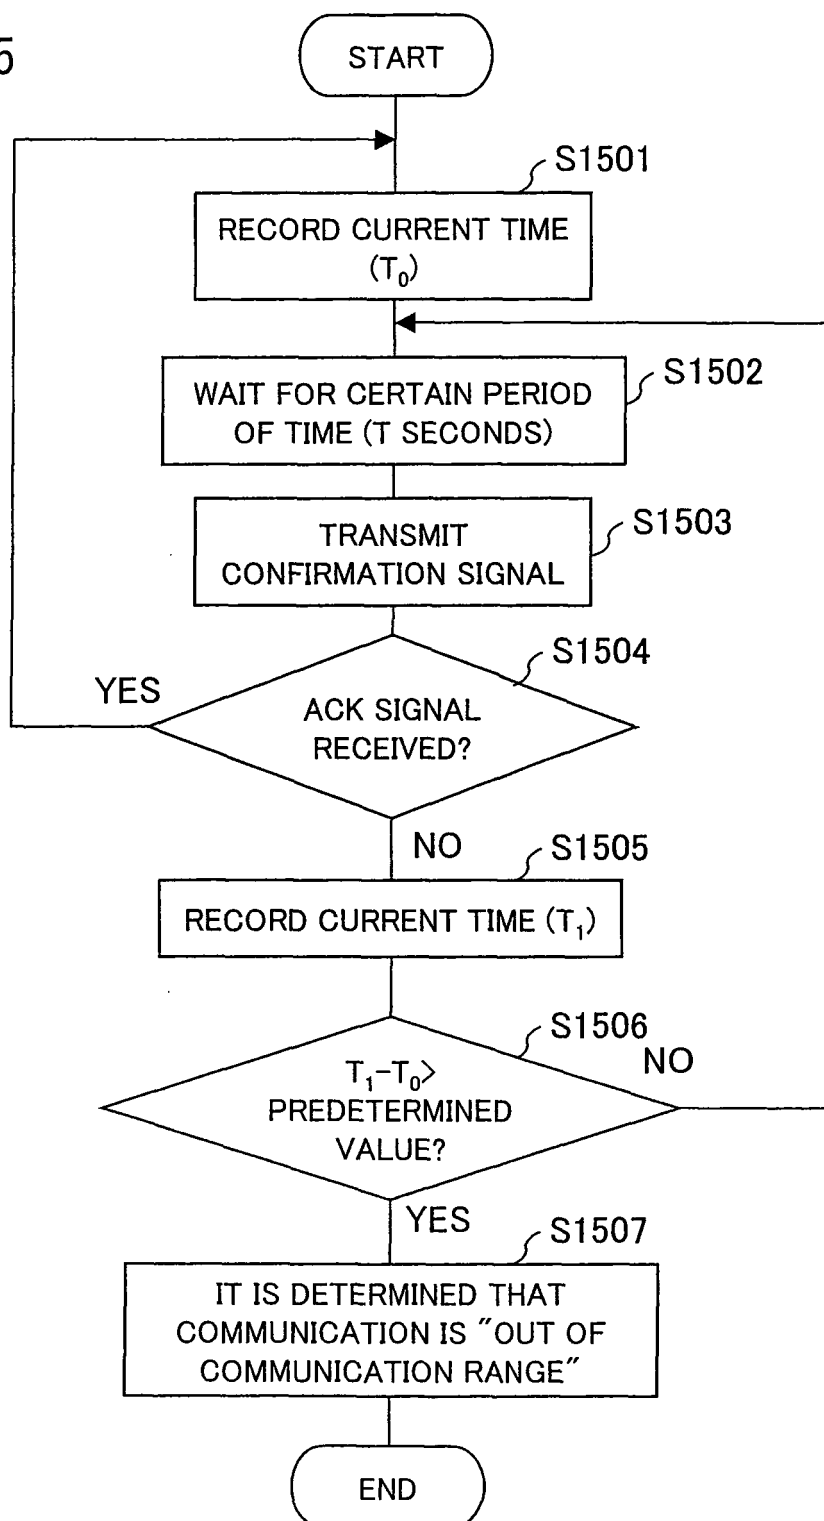 5
START
S1501
RECORD CURRENT TIME
(T₀)
S1502
WAIT FOR CERTAIN PERIOD
OF TIME (T SECONDS)
S1503
TRANSMIT
CONFIRMATION SIGNAL
S1504
YES
ACK SIGNAL
RECEIVED?
NO
S1505
RECORD CURRENT TIME (T₁)
S1506
NO
T₁-T₀>
PREDETERMINED
VALUE?
YES
S1507
IT IS DETERMINED THAT
COMMUNICATION IS "OUT OF
COMMUNICATION RANGE"
END